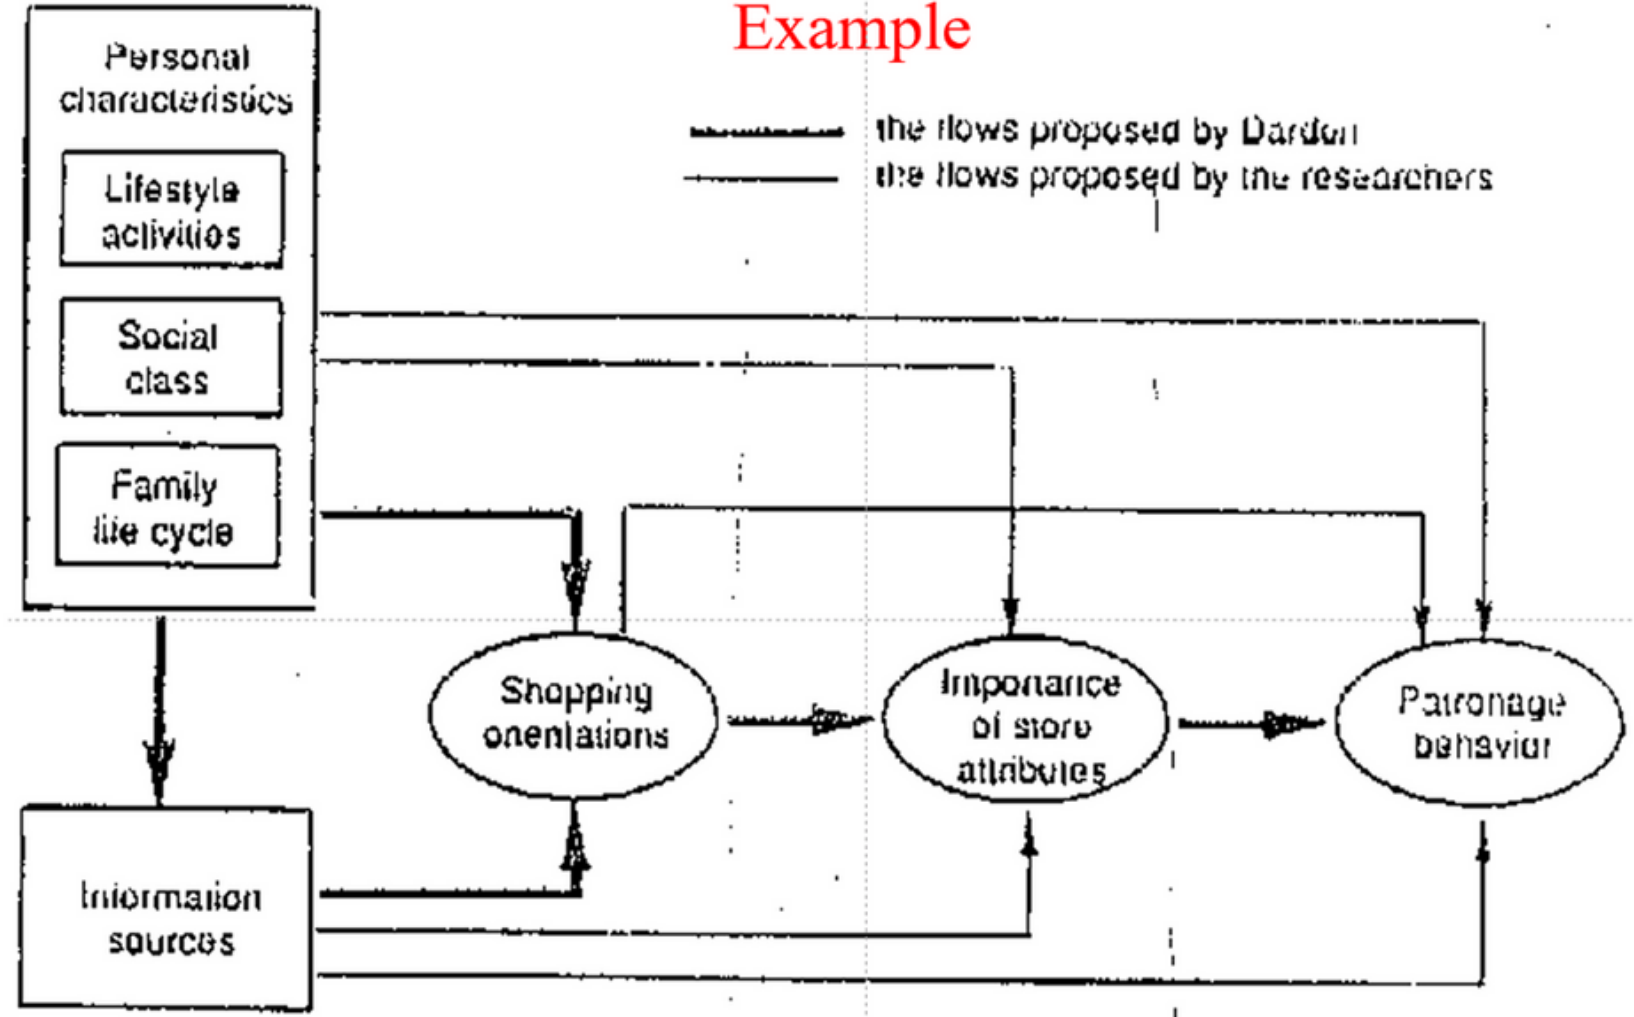 Example
Personal
characteristics
Lifestyle
activities
Social
class
Family
life cycle
the flows proposed by Darden
the flows proposed by the researchers
Shopping
orientations
Importance
of store
attributes
Patronage
behavior
Information
sources